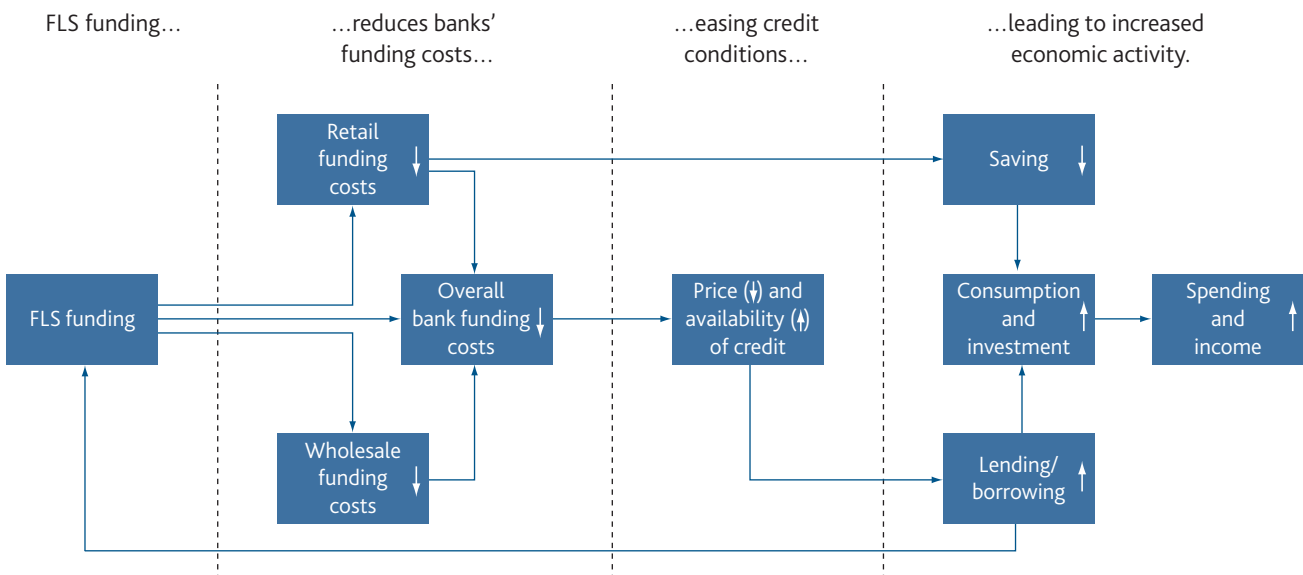 FLS funding…
…reduces banks’
funding costs…
…easing credit
conditions…
…leading to increased
economic activity.
Retail
funding
costs
Saving
FLS funding
Overall
bank funding
costs
Price (↓) and
availability (↑)
of credit
Consumption
and
investment
Spending
and
income
Wholesale
funding
costs
Lending/
borrowing